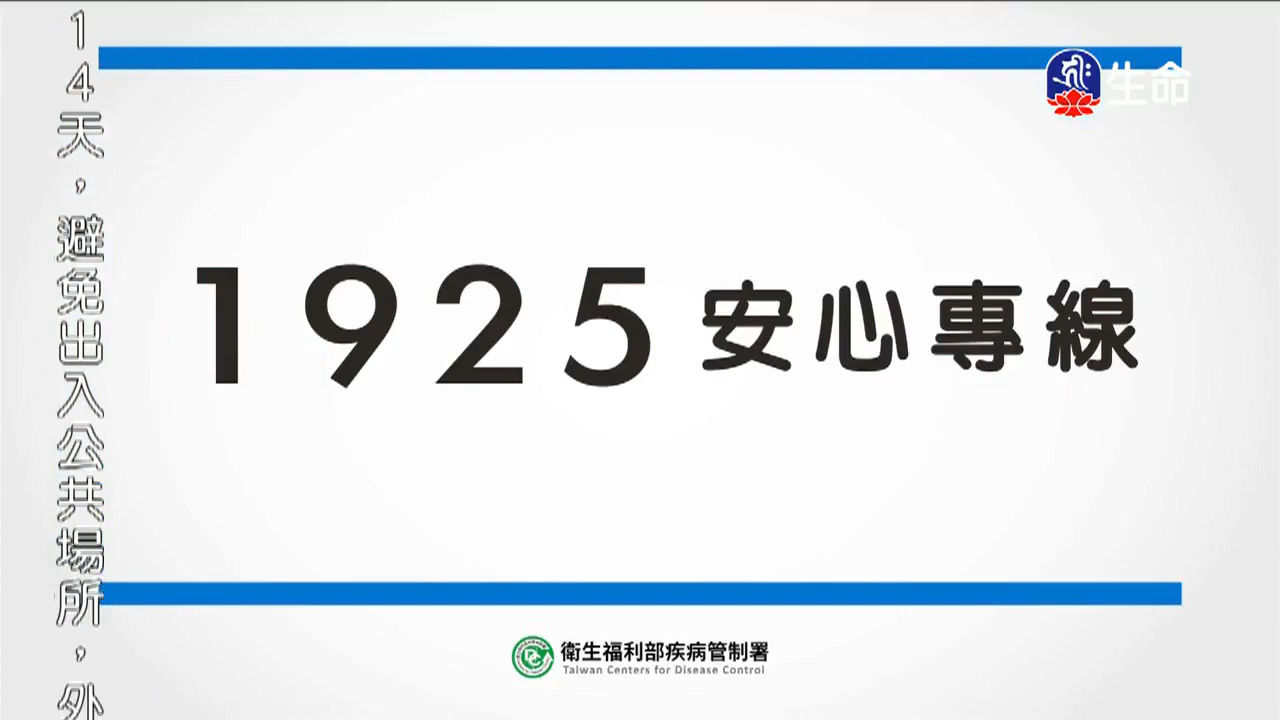 14天，避免出入公共場所，外
生命
1925 安心專線
衛生福利部疾病管制署
Taiwan Centers for Disease Control